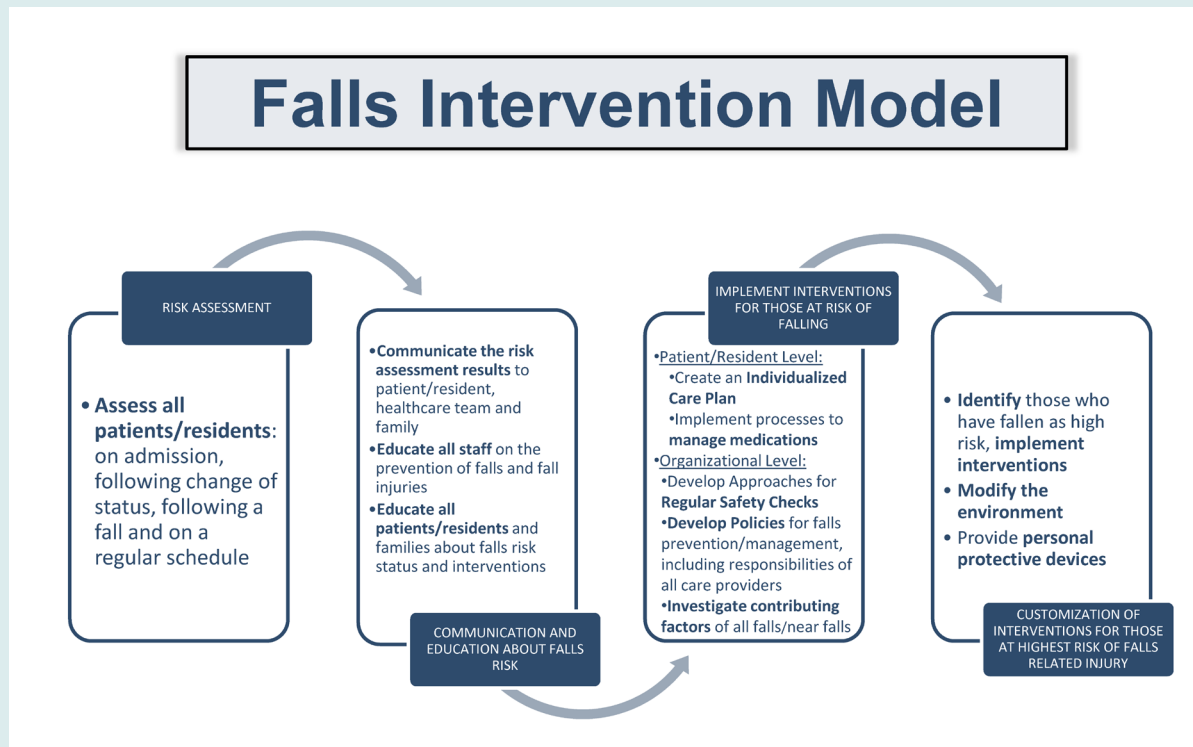 Falls Intervention Model
RISK ASSESSMENT
• Assess all
patients/residents:
on admission,
following change of
status, following a
fall and on a
regular schedule
•Communicate the risk
assessment results to
patient/resident,
healthcare team and
family
•Educate all staff on the
prevention of falls and fall
injuries
•Educate all
patients/residents and
families about falls risk
status and interventions
COMMUNICATION AND
EDUCATION ABOUT FALLS
RISK
IMPLEMENT INTERVENTIONS
FOR THOSE AT RISK OF
FALLING
•Patient/Resident Level:
•Create an Individualized
Care Plan
•Implement processes to
manage medications
•Organizational Level:
•Develop Approaches for
Regular Safety Checks
•Develop Policies for falls
prevention/management,
including responsibilities of
all care providers
•Investigate contributing
factors of all falls/near falls
• Identify those who
have fallen as high
risk, implement
interventions
• Modify the
environment
• Provide personal
protective devices
CUSTOMIZATION OF
INTERVENTIONS FOR THOSE
AT HIGHEST RISK OF FALLS
RELATED INJURY